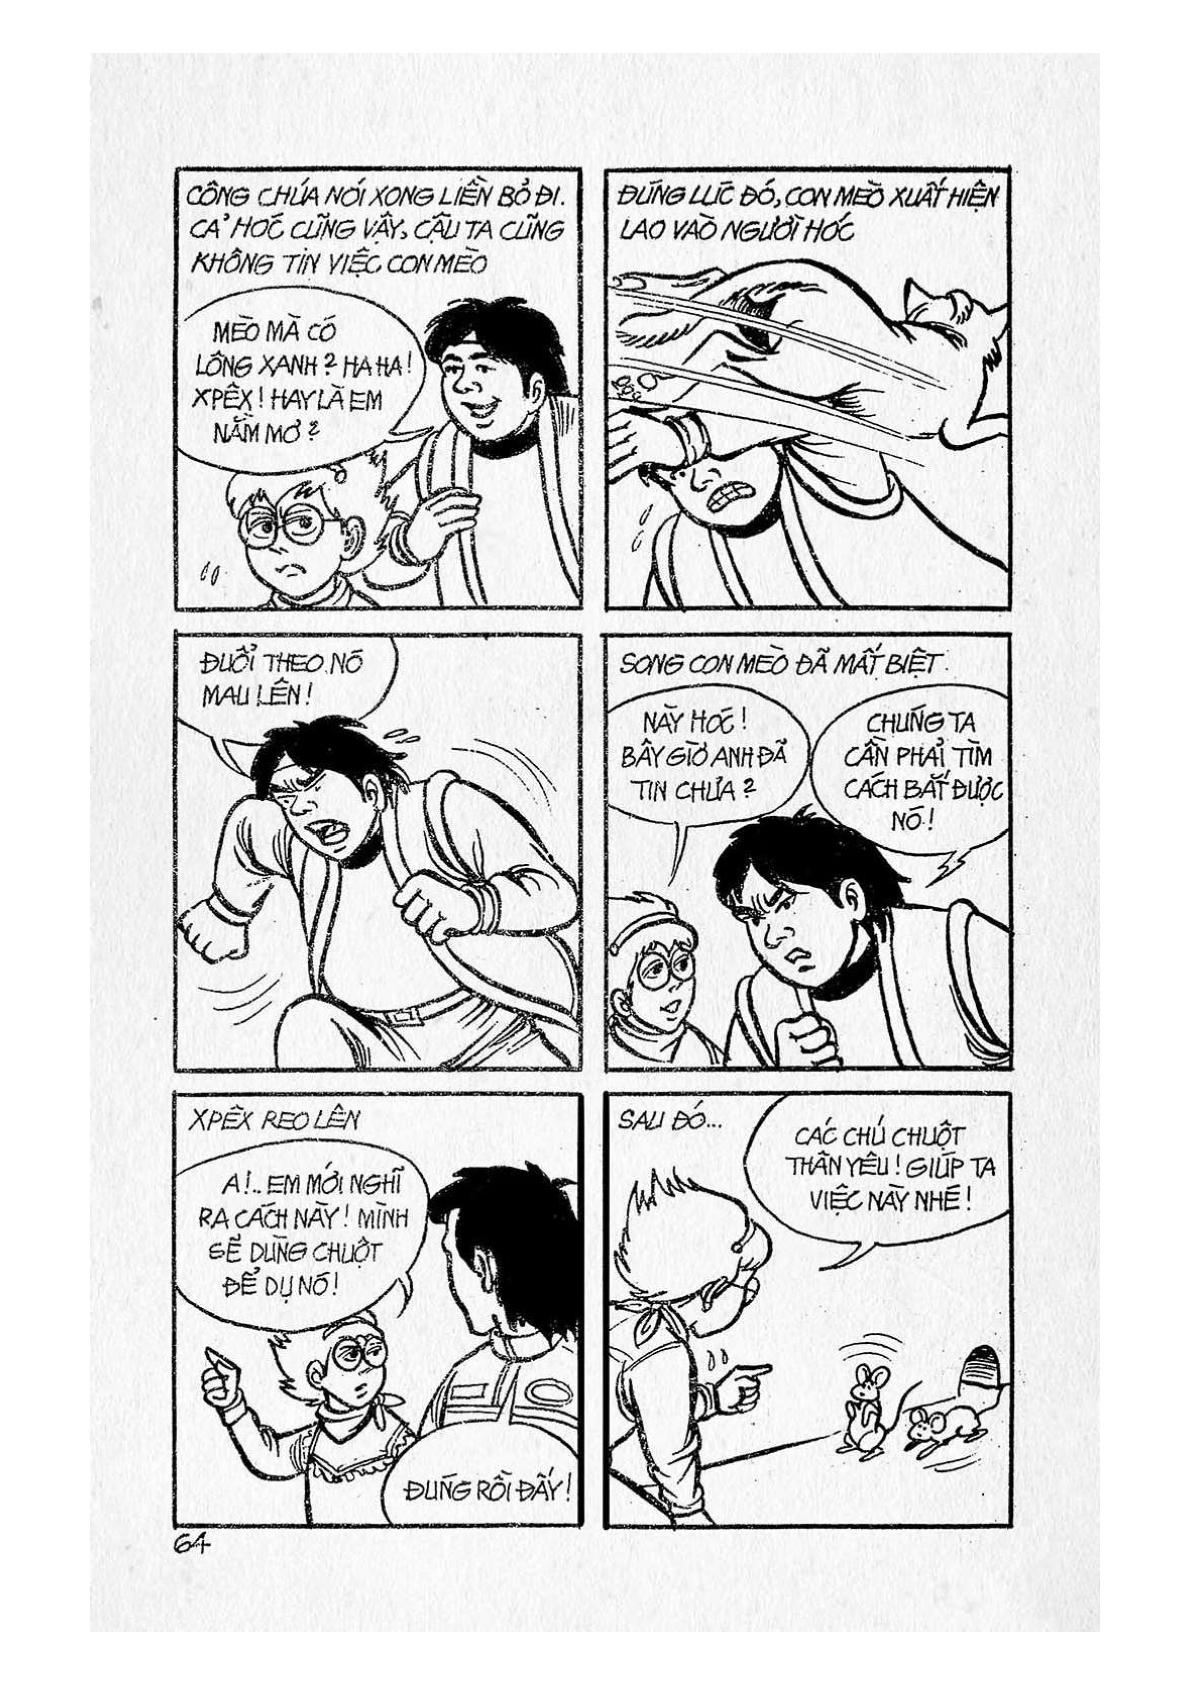 CÔNG CHÚA NÓI XONG LIỀN BỎ ĐI.
CẢ HÓC CŨNG VẬY, CẬU TA CŨNG
KHÔNG TIN VIỆC CON MÈO
MÈO MÀ CÓ
LÔNG XANH? HA HA!
XPÊX! HAY LÀ EM
NẰM MƠ?
ĐÚNG LÚC ĐÓ, CON MÈO XUẤT HIỆN
LAO VÀO NGƯỜI HÓC
ĐUỔI THEO NÓ
MAU LÊN!
SONG CON MÈO ĐÃ MẤT BIỆT.
NÀY HÓC!
BÂY GIỜ ANH ĐÃ
TIN CHƯA?
CHÚNG TA
CẦN PHẢI TÌM
CÁCH BẮT ĐƯỢC
NÓ!
XPÊX REO LÊN
A!.. EM MỚI NGHĨ
RA CÁCH NÀY! MÌNH
SẼ DÙNG CHUỘT
ĐỂ DỤ NÓ!
ĐÚNG RỒI ĐẤY!
SAU ĐÓ...
CÁC CHÚ CHUỘT
THÂN YÊU! GIÚP TA
VIỆC NÀY NHÉ!
64